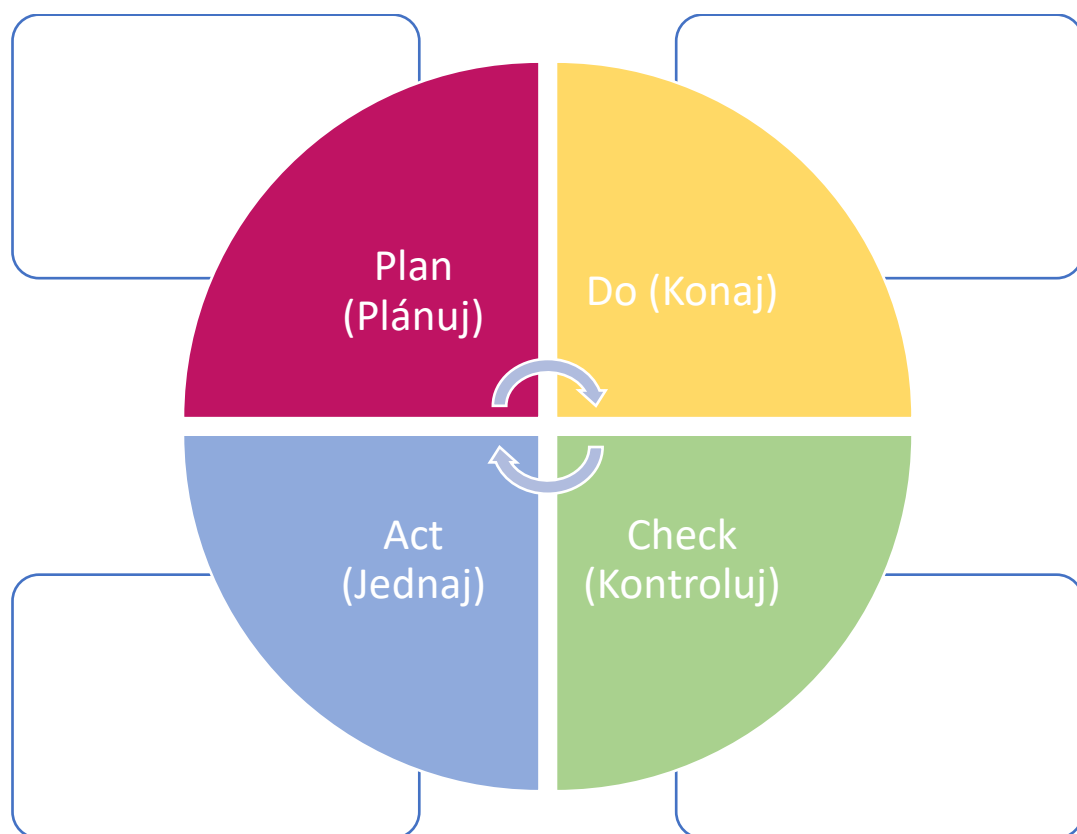 Plan
(Plánuj)
Do (Konaj)
Act
(Jednaj)
Check
(Kontroluj)